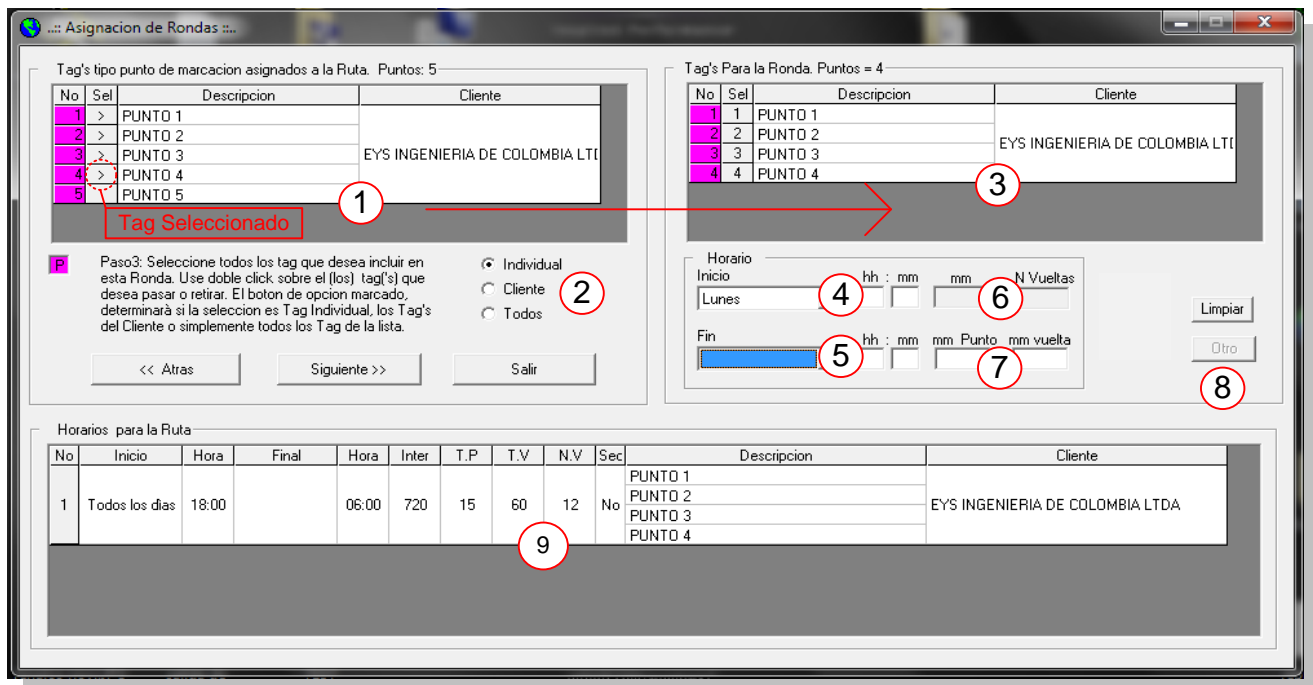 ..:: Asignacion de Rondas ::..
Tag's tipo punto de marcacion asignados a la Ruta. Puntos: 5
No Sel Descripcion Cliente
1 > PUNTO 1
2 > PUNTO 2
3 > PUNTO 3 EYS INGENIERIA DE COLOMBIA LT
4 > PUNTO 4
5 PUNTO 5
1
Tag Seleccionado
Tag's Para la Ronda. Puntos = 4
No Sel Descripcion Cliente
1 1 PUNTO 1
2 2 PUNTO 2 EYS INGENIERIA DE COLOMBIA LT
3 3 PUNTO 3
4 4 PUNTO 4
3
P
Paso3: Seleccione todos los tag que desea incluir en
esta Ronda. Use doble click sobre el (los) tag('s) que
desea pasar o retirar. El boton de opcion marcado,
determinarà si la seleccion es Tag Individual, los Tag's
del Cliente o simplemente todos los Tag de la lista.
Individual
Cliente
Todos
2
<< Atras
Siguiente >>
Salir
Horario
Inicio hh : mm mm N Vueltas
Lunes 4 6
Fin hh : mm mm Punto mm vuelta
5 7
Limpiar
Otro
8
Horarios para la Ruta
No Inicio Hora Final Hora Inter T.P T.V N.V Sec Descripcion Cliente
PUNTO 1
1 Todos los dìas 18:00 06:00 720 15 60 12 No PUNTO 2 EYS INGENIERIA DE COLOMBIA LTDA
PUNTO 3
PUNTO 4
9